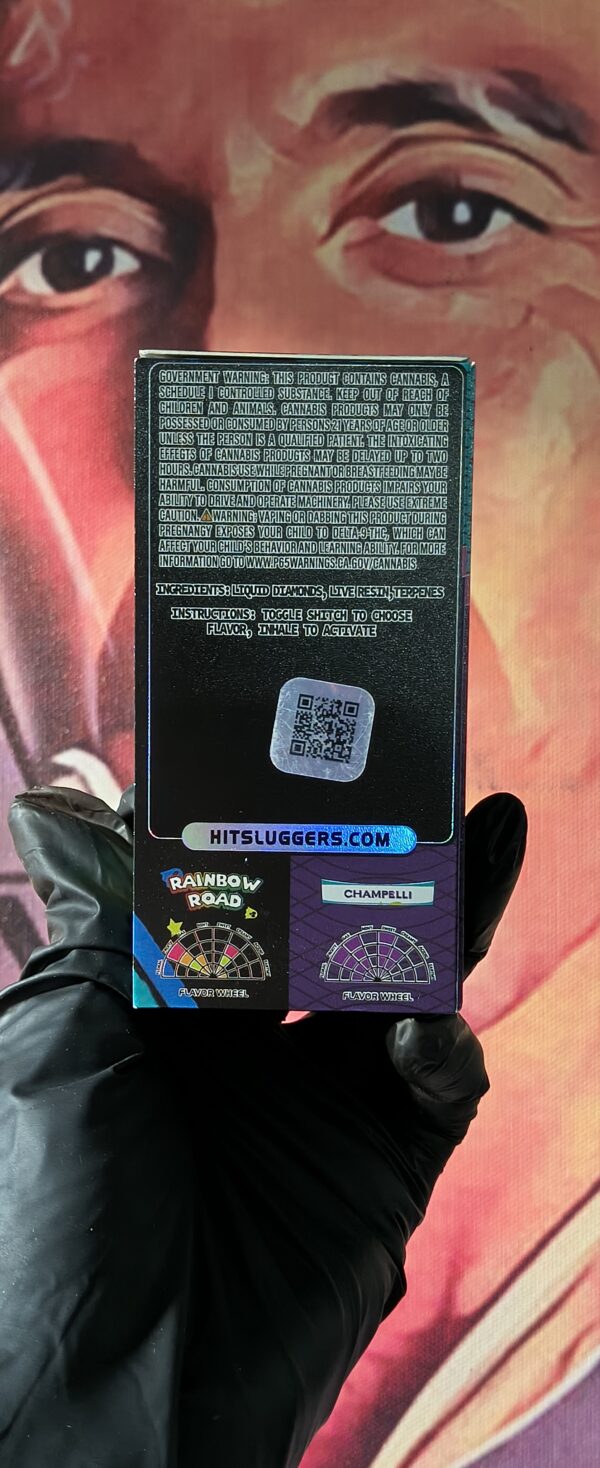 GOVERNMENT WARNING: THIS PRODUCT CONTAINS CANNABIS, A
SCHEDULE I CONTROLLED SUBSTANCE. KEEP OUT OF REACH OF
CHILDREN AND ANIMALS. CANNABIS PRODUCTS MAY ONLY BE
POSSESSED OR CONSUMED BY PERSONS 21 YEARS OF AGE OR OLDER
UNLESS THE PERSON IS A QUALIFIED PATIENT. THE INTOXICATING
EFFECTS OF CANNABIS PRODUCTS MAY BE DELAYED UP TO TWO
HOURS. CANNABIS USE WHILE PREGNANT OR BREASTFEEDING MAY BE
HARMFUL. CONSUMPTION OF CANNABIS PRODUCTS IMPAIRS YOUR
ABILITY TO DRIVE AND OPERATE MACHINERY. PLEASE USE EXTREME
CAUTION. ⚠WARNING: VAPING OR DABBING THIS PRODUCT DURING
PREGNANGY EXPOSES YOUR CHILD TO DELTA-9-THC, WHICH CAN
AFFECT YOUR CHILD'S BEHAVIOR AND LEARNING ABILITY. FOR MORE
INFORMATION GO TO WWW.P65WARNINGS.CA.GOV/CANNABIS.
INGREDIENTS: LIQUID DIAMONDS, LIVE RESIN, TERPENES
INSTRUCTIONS: TOGGLE SHITCH TO CHOOSE
FLAVOR, INHALE TO ACTIVATE
HITSLUGGERS.COM
RAINBOW
ROAD
FLAVOR WHEEL
CHAMPELLI
FLAVOR WHEEL